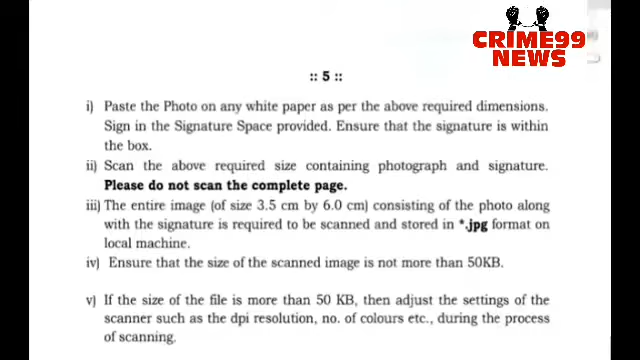 CRIME99
NEWS
:: 5 ::
i) Paste the Photo on any white paper as per the above required dimensions.
Sign in the Signature Space provided. Ensure that the signature is within
the box.
ii) Scan the above required size containing photograph and signature.
Please do not scan the complete page.
iii) The entire image (of size 3.5 cm by 6.0 cm) consisting of the photo along
with the signature is required to be scanned and stored in *.jpg format on
local machine.
iv) Ensure that the size of the scanned image is not more than 50KB.
v) If the size of the file is more than 50 KB, then adjust the settings of the
scanner such as the dpi resolution, no. of colours etc., during the process
of scanning.